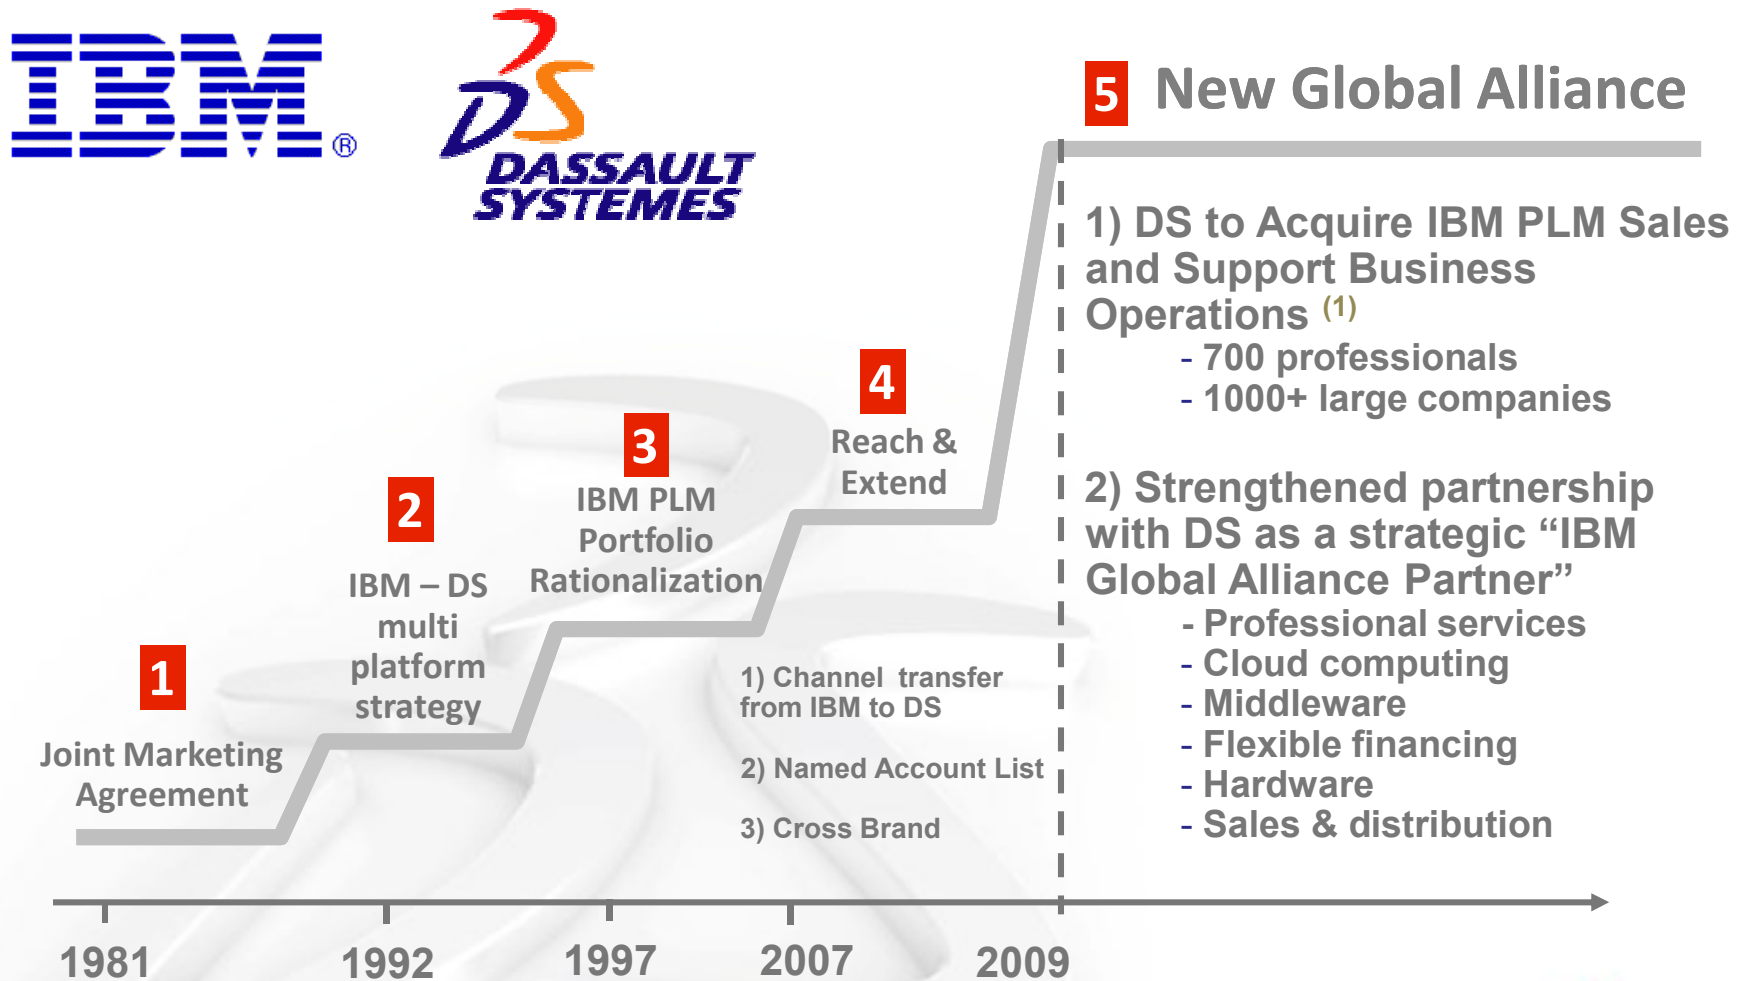 IBM®
DS
DASSAULT
SYSTEMES
5 New Global Alliance
1) DS to Acquire IBM PLM Sales
and Support Business
Operations (1)
- 700 professionals
- 1000+ large companies
2) Strengthened partnership
with DS as a strategic “IBM
Global Alliance Partner”
- Professional services
- Cloud computing
- Middleware
- Flexible financing
- Hardware
- Sales & distribution
4
Reach &
Extend
3
IBM PLM
Portfolio
Rationalization
2
IBM – DS
multi
platform
strategy
1
Joint Marketing
Agreement
1) Channel transfer
from IBM to DS
2) Named Account List
3) Cross Brand
1981 1992 1997 2007 2009